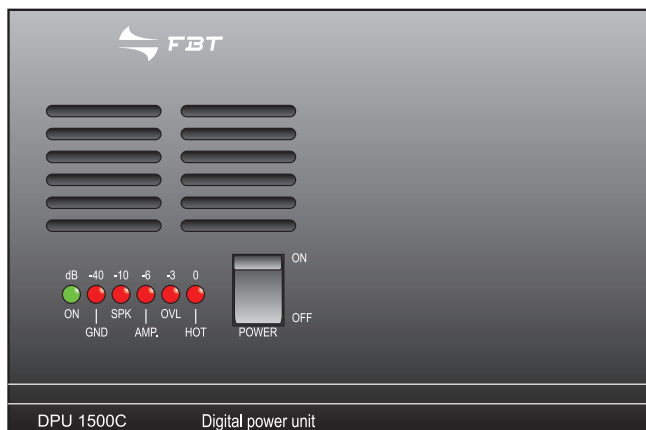 FBT
dB -40 -10 -6 -3 0
ON SPK OVL
GND AMP. HOT
ON
OFF
POWER
DPU 1500C Digital power unit